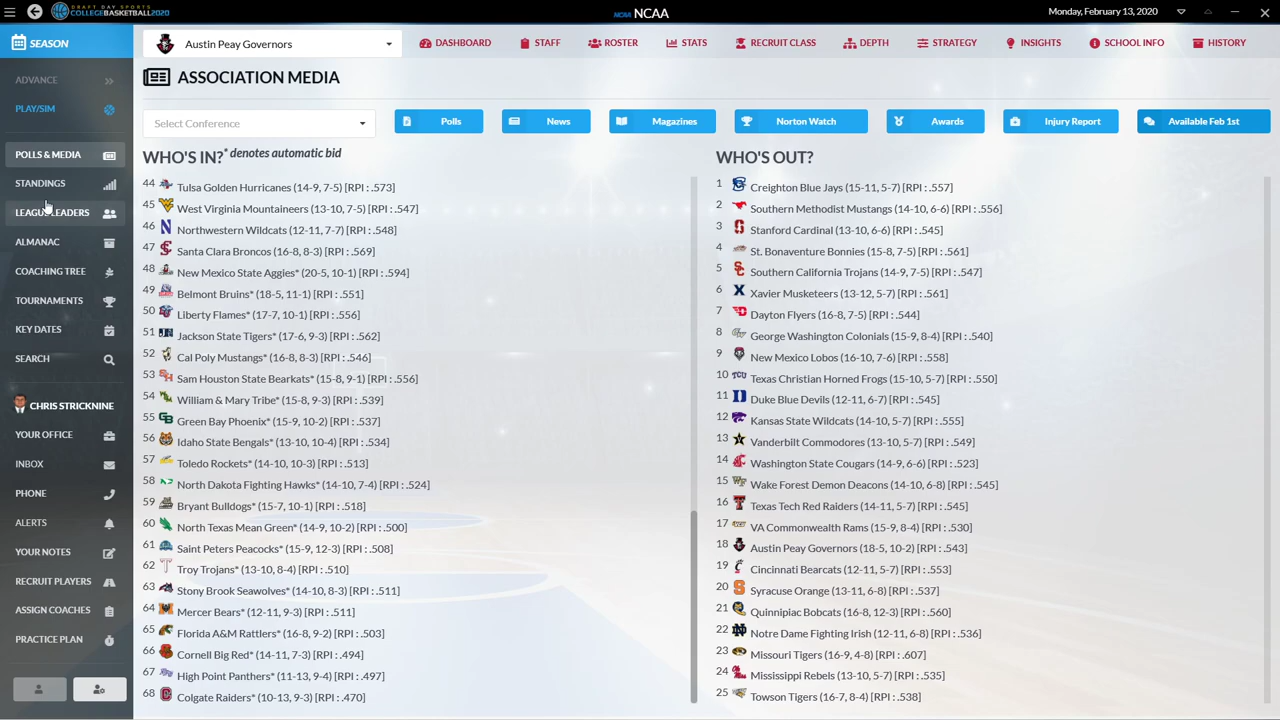 DRAFT DAY SPORTS
COLLEGE BASKETBALL 2020
NCAA NCAA
Monday, February 13, 2020
SEASON
Austin Peay Governors
DASHBOARD
STAFF
ROSTER
STATS
RECRUIT CLASS
DEPTH
STRATEGY
INSIGHTS
SCHOOL INFO
HISTORY
ADVANCE
PLAY/SIM
POLLS & MEDIA
STANDINGS
LEAGUE LEADERS
ALMANAC
COACHING TREE
TOURNAMENTS
KEY DATES
SEARCH
CHRIS STRICKNINE
YOUR OFFICE
INBOX
PHONE
ALERTS
YOUR NOTES
RECRUIT PLAYERS
ASSIGN COACHES
PRACTICE PLAN
ASSOCIATION MEDIA
Select Conference
Polls
News
Magazines
Norton Watch
Awards
Injury Report
Available Feb 1st
WHO'S IN?* denotes automatic bid
44 Tulsa Golden Hurricanes (14-9, 7-5) [RPI : .573]
45 West Virginia Mountaineers (13-10, 7-5) [RPI : .547]
46 Northwestern Wildcats (12-11, 7-7) [RPI : .548]
47 Santa Clara Broncos (16-8, 8-3) [RPI : .569]
48 New Mexico State Aggies* (20-5, 10-1) [RPI : .594]
49 Belmont Bruins* (18-5, 11-1) [RPI : .551]
50 Liberty Flames* (17-7, 10-1) [RPI : .556]
51 Jackson State Tigers* (17-6, 9-3) [RPI : .562]
52 Cal Poly Mustangs* (16-8, 8-3) [RPI : .546]
53 Sam Houston State Bearkats* (15-8, 9-1) [RPI : .556]
54 William & Mary Tribe* (15-8, 9-3) [RPI : .539]
55 Green Bay Phoenix* (15-9, 10-2) [RPI : .537]
56 Idaho State Bengals* (13-10, 10-4) [RPI : .534]
57 Toledo Rockets* (14-10, 10-3) [RPI : .513]
58 North Dakota Fighting Hawks* (14-10, 7-4) [RPI : .524]
59 Bryant Bulldogs* (15-7, 10-1) [RPI : .518]
60 North Texas Mean Green* (14-9, 10-2) [RPI : .500]
61 Saint Peters Peacocks* (15-9, 12-3) [RPI : .508]
62 Troy Trojans* (13-10, 8-4) [RPI : .510]
63 Stony Brook Seawolves* (14-10, 8-3) [RPI : .511]
64 Mercer Bears* (12-11, 9-3) [RPI : .511]
65 Florida A&M Rattlers* (16-8, 9-2) [RPI : .503]
66 Cornell Big Red* (14-11, 7-3) [RPI : .494]
67 High Point Panthers* (11-13, 9-4) [RPI : .497]
68 Colgate Raiders* (10-13, 9-3) [RPI : .470]
WHO'S OUT?
1 Creighton Blue Jays (15-11, 5-7) [RPI : .557]
2 Southern Methodist Mustangs (14-10, 6-6) [RPI : .556]
3 Stanford Cardinal (13-10, 6-6) [RPI : .545]
4 St. Bonaventure Bonnies (15-8, 7-5) [RPI : .561]
5 Southern California Trojans (14-9, 7-5) [RPI : .547]
6 Xavier Musketeers (13-12, 5-7) [RPI : .561]
7 Dayton Flyers (16-8, 7-5) [RPI : .544]
8 George Washington Colonials (15-9, 8-4) [RPI : .540]
9 New Mexico Lobos (16-10, 7-6) [RPI : .558]
10 Texas Christian Horned Frogs (15-10, 5-7) [RPI : .550]
11 Duke Blue Devils (12-11, 6-7) [RPI : .545]
12 Kansas State Wildcats (14-10, 5-7) [RPI : .555]
13 Vanderbilt Commodores (13-10, 5-7) [RPI : .549]
14 Washington State Cougars (14-9, 6-6) [RPI : .523]
15 Wake Forest Demon Deacons (14-10, 6-8) [RPI : .545]
16 Texas Tech Red Raiders (14-11, 5-7) [RPI : .545]
17 VA Commonwealth Rams (15-9, 8-4) [RPI : .530]
18 Austin Peay Governors (18-5, 10-2) [RPI : .543]
19 Cincinnati Bearcats (12-11, 5-7) [RPI : .553]
20 Syracuse Orange (13-11, 6-8) [RPI : .537]
21 Quinnipiac Bobcats (16-8, 12-3) [RPI : .560]
22 Notre Dame Fighting Irish (12-11, 6-8) [RPI : .536]
23 Missouri Tigers (16-9, 4-8) [RPI : .607]
24 Mississippi Rebels (13-10, 5-7) [RPI : .535]
25 Towson Tigers (16-7, 8-4) [RPI : .538]